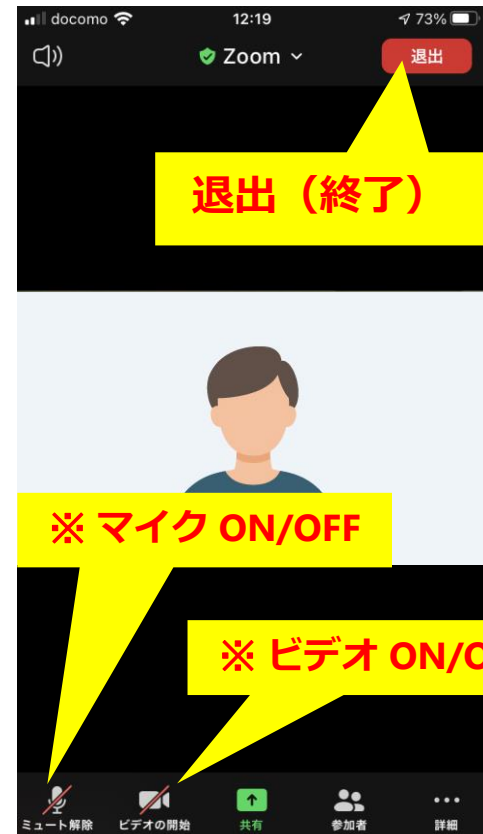 docomo 12:19 73%
Zoom 退出
退出（終了）
※ マイク ON/OFF
※ ビデオ ON/O
ミュート解除 ビデオの開始 共有 参加者 詳細